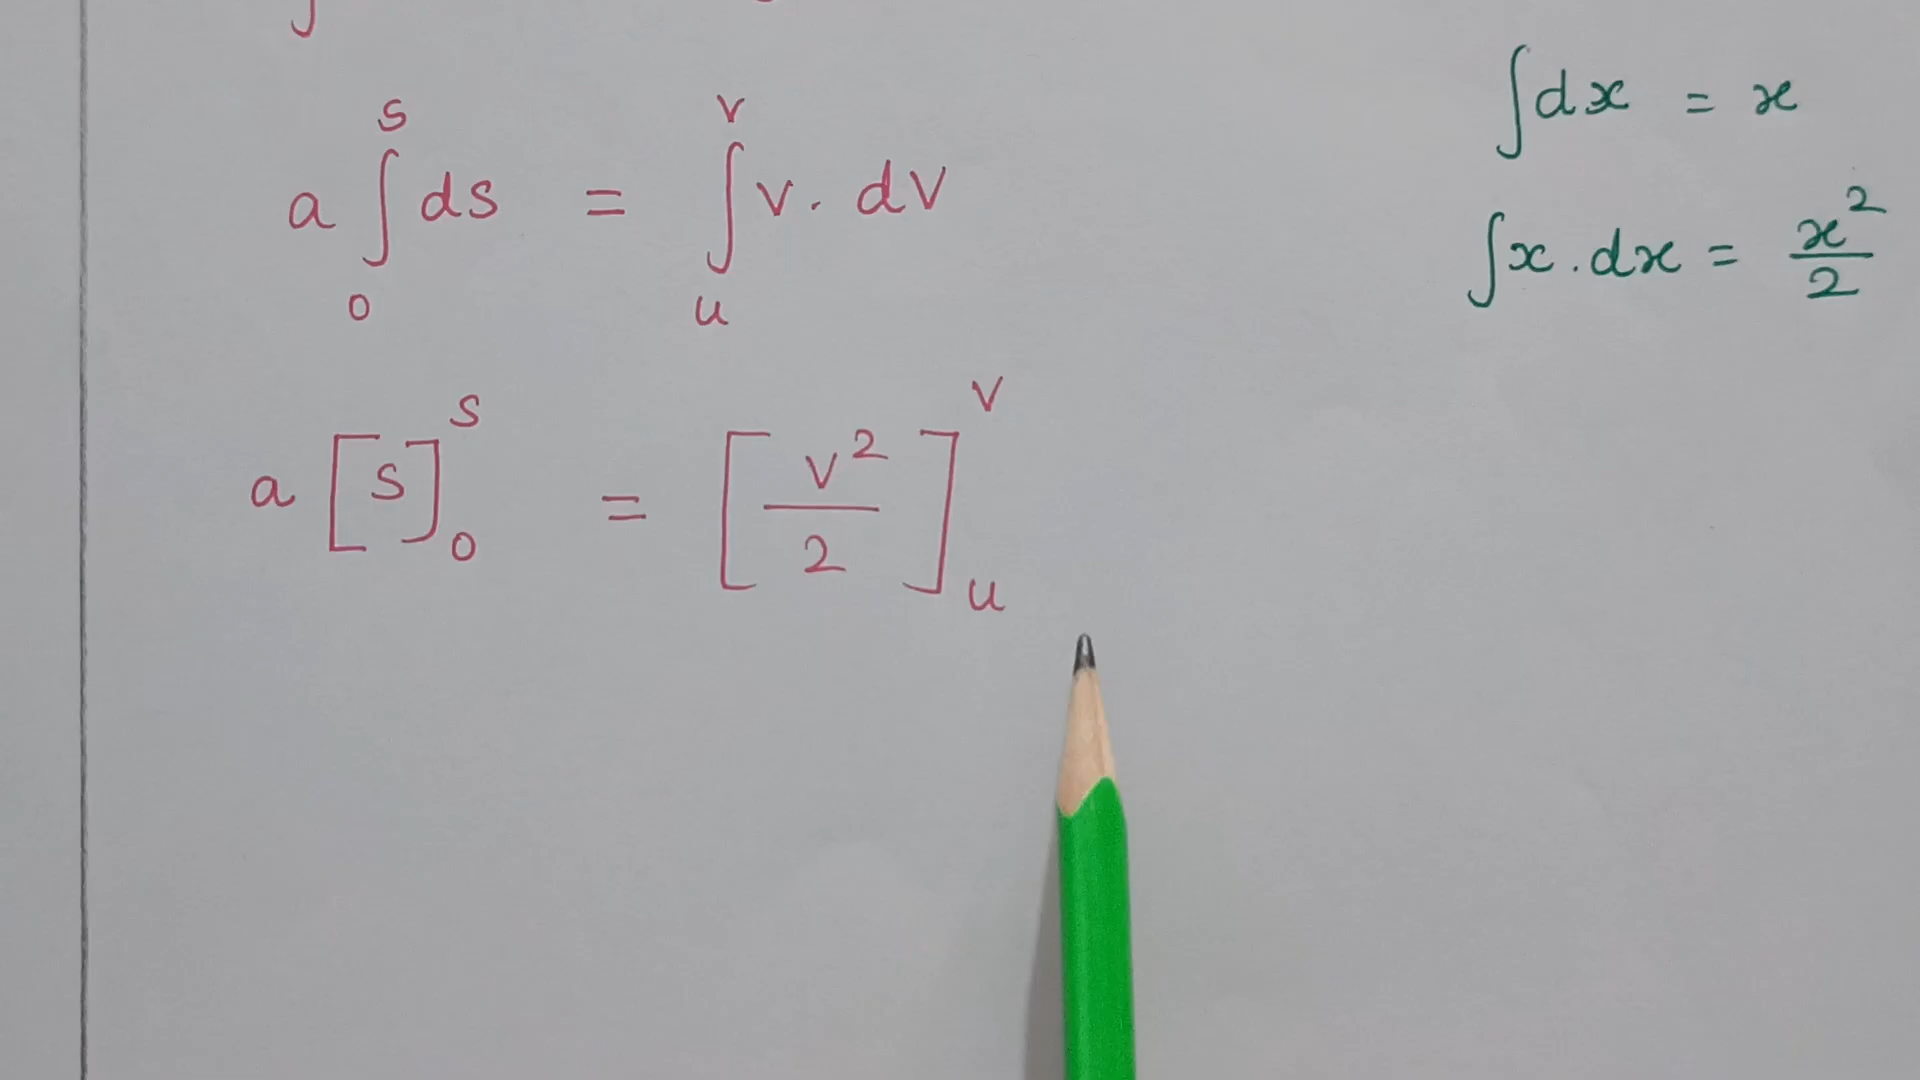 a ∫₀ˢ ds = ∫ᵤᵛ v. dv
a [s]₀ˢ = [v²/2]ᵤᵛ
∫dx = x
∫x.dx = x²/2